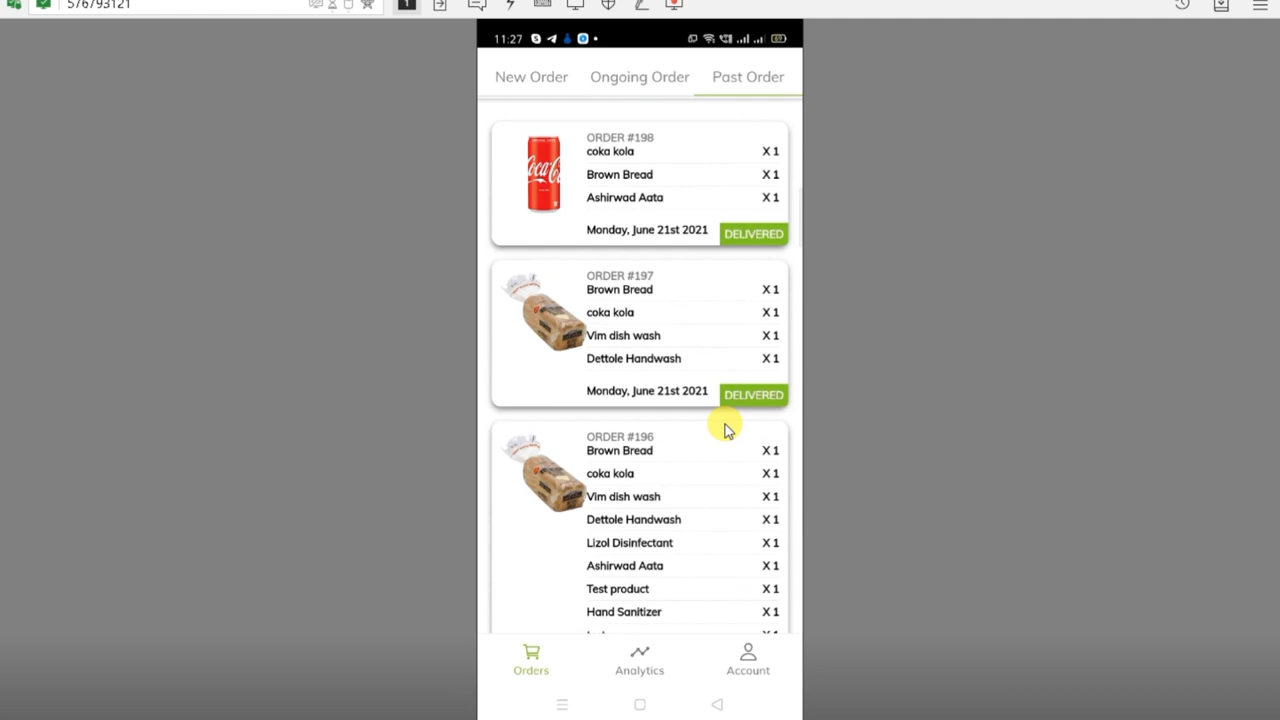 576793121
11:27
New Order Ongoing Order Past Order
ORDER #198
coka kola X 1
Brown Bread X 1
Ashirwad Aata X 1
Monday, June 21st 2021 DELIVERED
Coca-Col
ORDER #197
Brown Bread X 1
coka kola X 1
Vim dish wash X 1
Dettole Handwash X 1
Monday, June 21st 2021 DELIVERED
ORDER #196
Brown Bread X 1
coka kola X 1
Vim dish wash X 1
Dettole Handwash X 1
Lizol Disinfectant X 1
Ashirwad Aata X 1
Test product X 1
Hand Sanitizer X 1
Orders Analytics Account